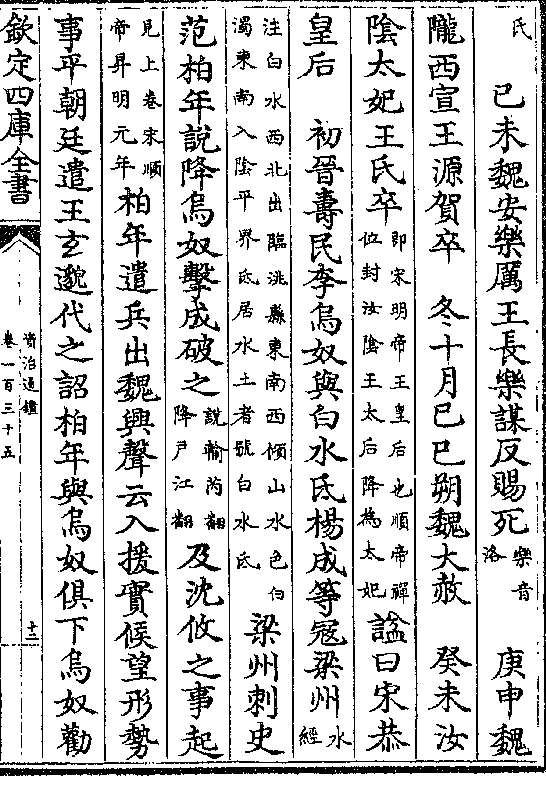 氏　己未魏安樂厲王長樂謀反賜死樂音洛　庚申魏
隴西宣王源賀卒　冬十月己巳朔魏大赦　癸未汝
陰太妃王氏卒即宋明帝王皇后也順帝禪位封汝陰王太后降為太妃諡曰宋恭
皇后　初晉壽民李烏奴與白水氐楊成等寇梁州水經
注白水西北出臨洮縣東南西傾山水色白濁東南入陰平界氐居水土者號白水氐梁州刺史
范柏年說降烏奴擊成破之說輸芮翻降戶江翻及沈攸之事起
見上卷宋順帝昇明元年柏年遣兵出魏興聲云入援實候望形勢
事平朝廷遣王玄邈代之詔柏年與烏奴俱下烏奴勸
欽定四庫全書
資治通鑑
卷一百三十五
十二